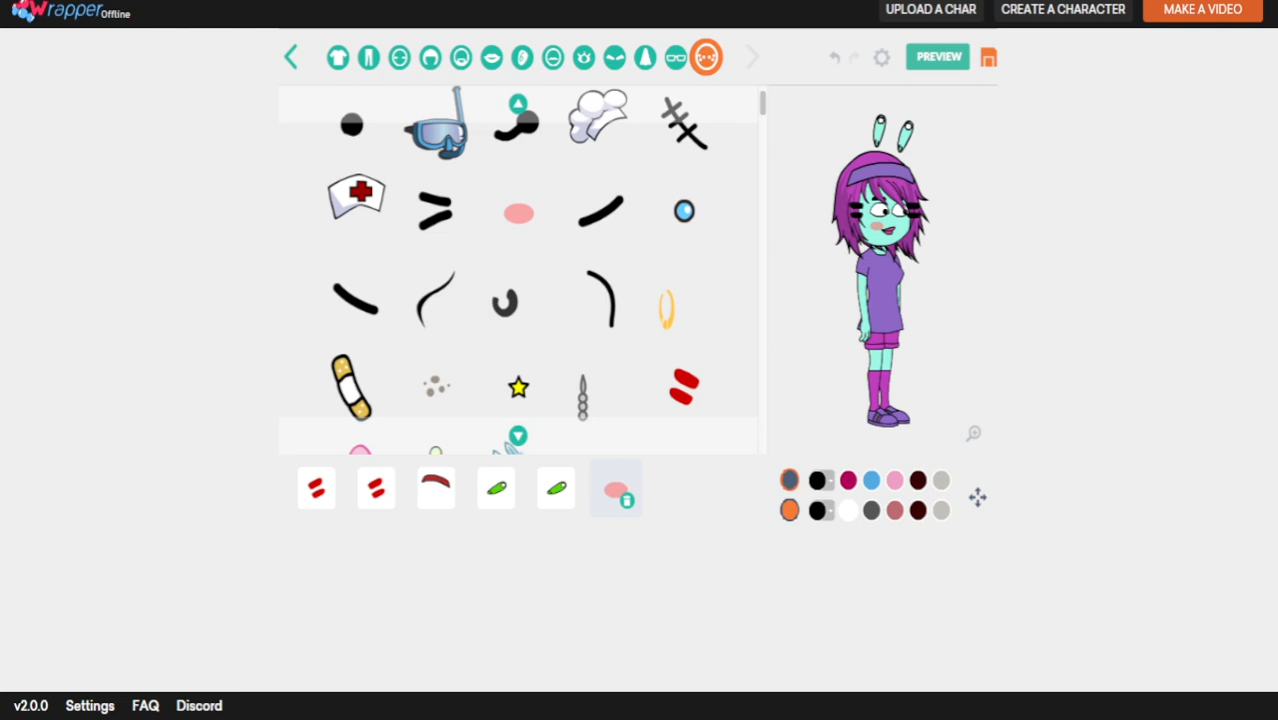 Wrapper Offline
UPLOAD A CHAR
CREATE A CHARACTER
MAKE A VIDEO
PREVIEW
v2.0.0
Settings
FAQ
Discord